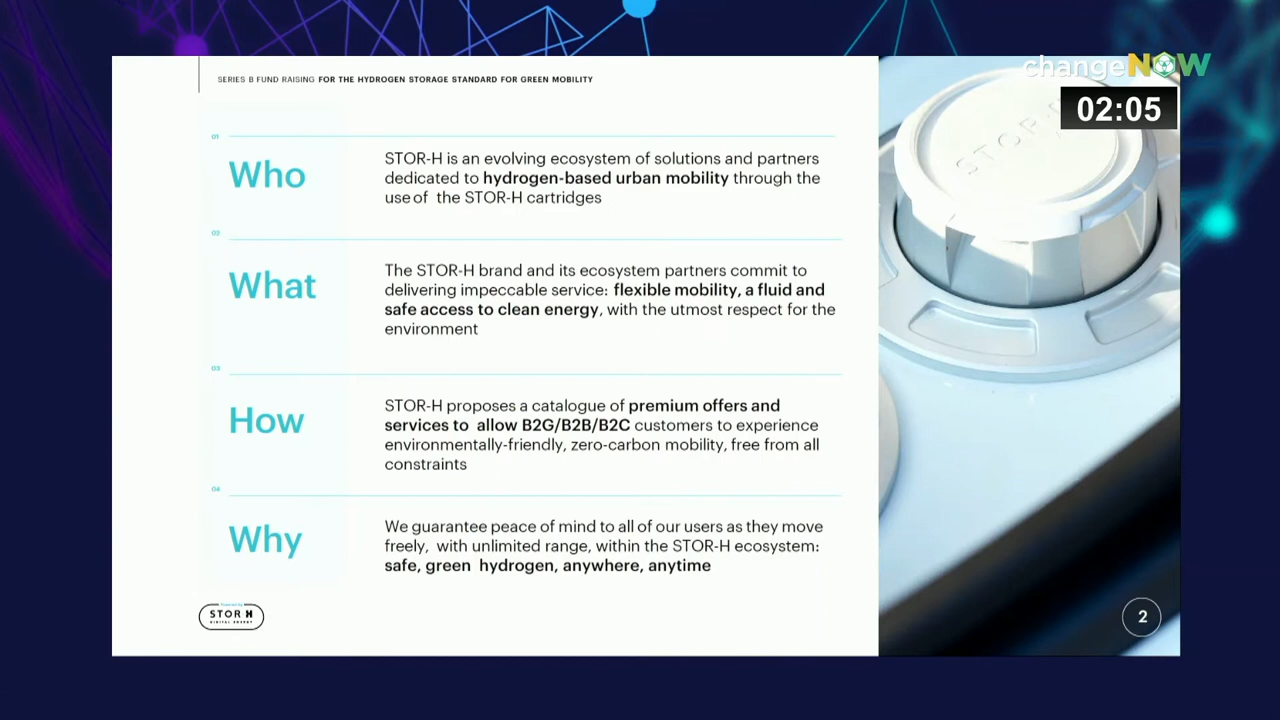 changeNOW
02:05
SERIES B FUND RAISING FOR THE HYDROGEN STORAGE STANDARD FOR GREEN MOBILITY
01
Who
STOR-H is an evolving ecosystem of solutions and partners
dedicated to hydrogen-based urban mobility through the
use of the STOR-H cartridges
02
What
The STOR-H brand and its ecosystem partners commit to
delivering impeccable service: flexible mobility, a fluid and
safe access to clean energy, with the utmost respect for the
environment
03
How
STOR-H proposes a catalogue of premium offers and
services to allow B2G/B2B/B2C customers to experience
environmentally-friendly, zero-carbon mobility, free from all
constraints
04
Why
We guarantee peace of mind to all of our users as they move
freely, with unlimited range, within the STOR-H ecosystem:
safe, green hydrogen, anywhere, anytime
Powered by
STOR H
DIGITAL ENERGY
STOR-H
2